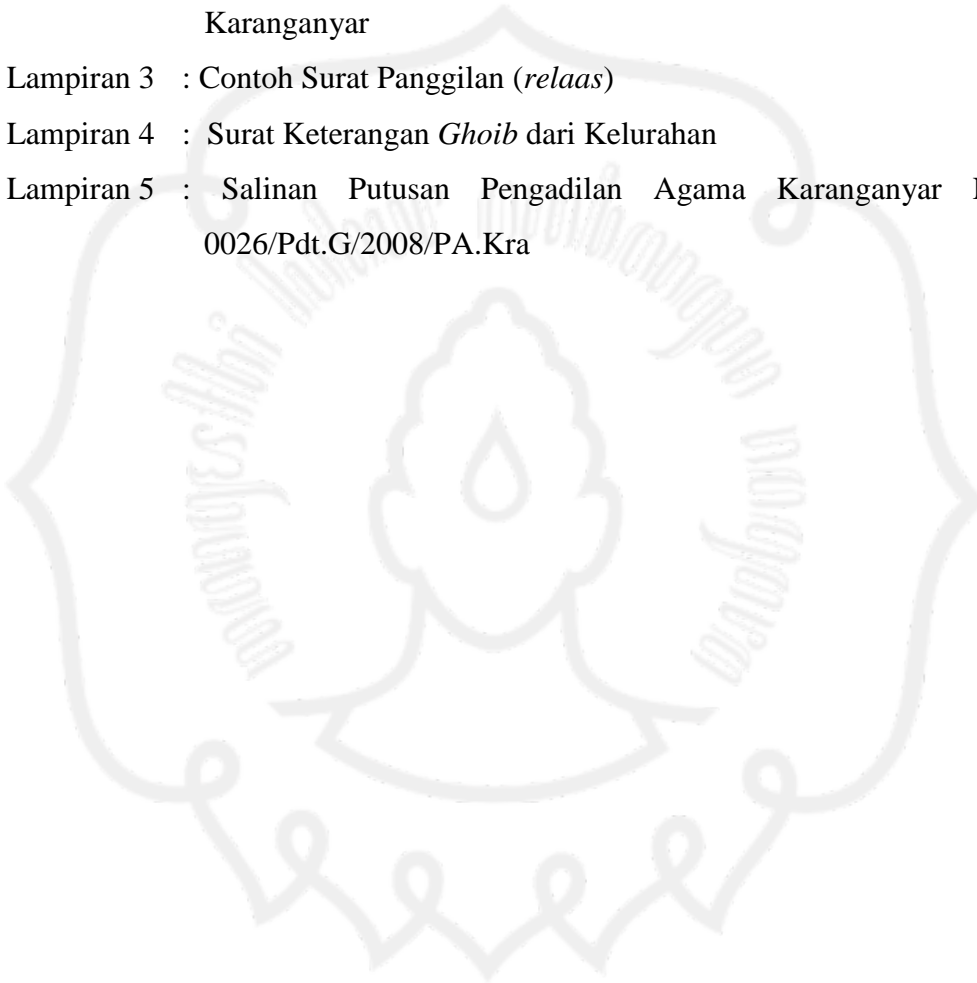 Karanganyar
Lampiran 3 : Contoh Surat Panggilan (relaas)
Lampiran 4 : Surat Keterangan Ghoib dari Kelurahan
Lampiran 5 : Salinan Putusan Pengadilan Agama Karanganyar
0026/Pdt.G/2008/PA.Kra